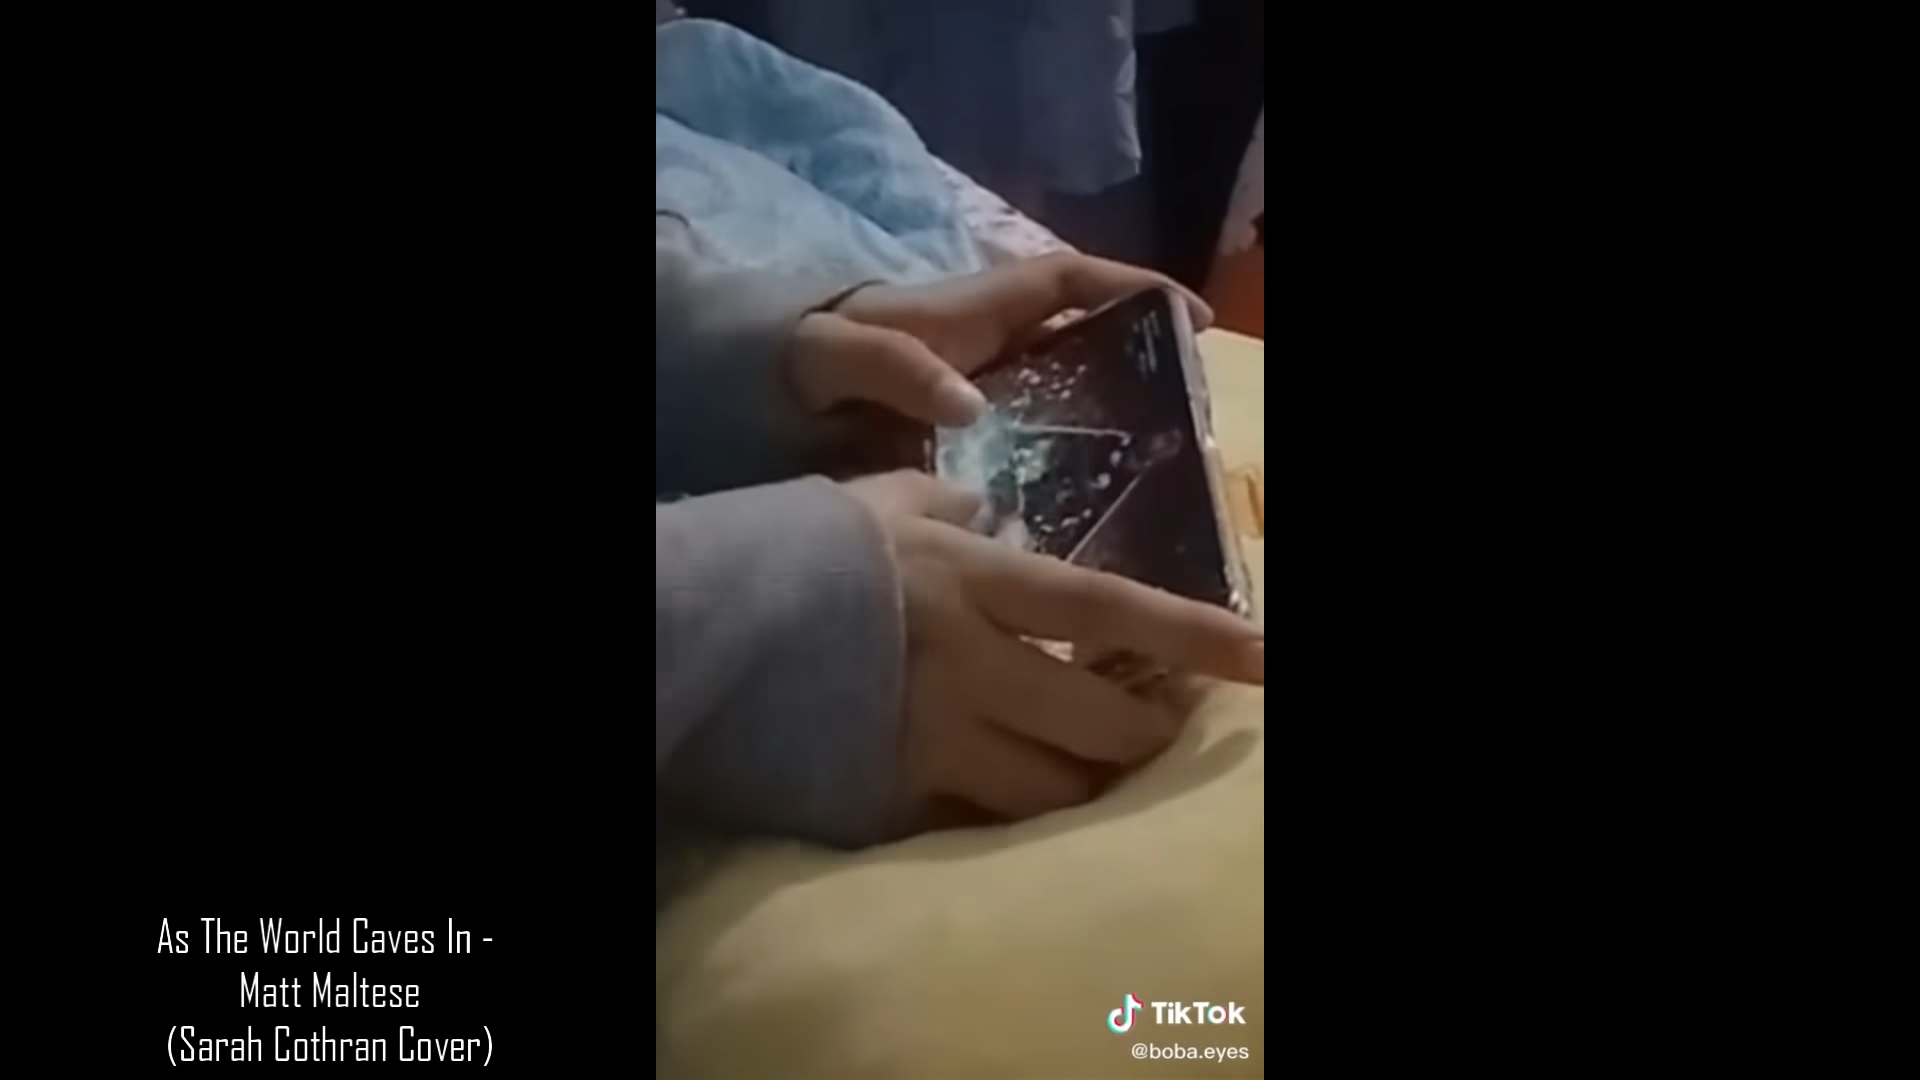 As The World Caves In -
Matt Maltese
(Sarah Cothran Cover)
TikTok
@boba.eyes